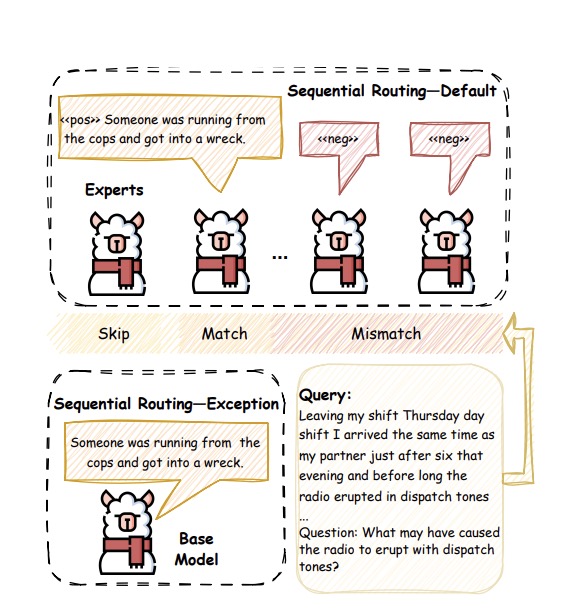 Sequential Routing—Default
<<pos>> Someone was running from
the cops and got into a wreck.
<<neg>>
<<neg>>
Experts
...
Skip
Match
Mismatch
Sequential Routing—Exception
Someone was running from the
cops and got into a wreck.
Base
Model
Query:
Leaving my shift Thursday day
shift I arrived the same time as
my partner just after six that
evening and before long the
radio erupted in dispatch tones
...
Question: What may have caused
the radio to erupt with dispatch
tones?